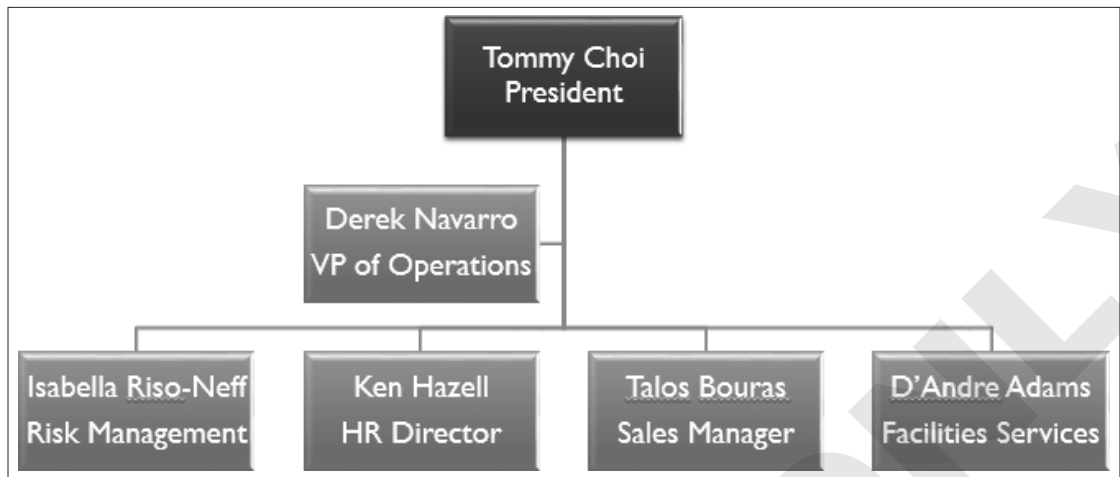 Tommy Choi
President
Derek Navarro
VP of Operations
Isabella Riso-Neff
Risk Management
Ken Hazell
HR Director
Talos Bouras
Sales Manager
D'Andre Adams
Facilities Services